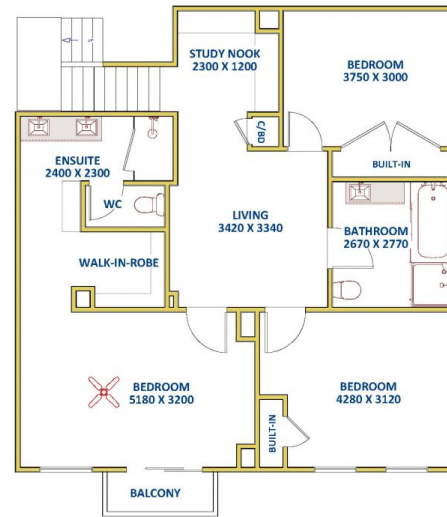 STUDY NOOK
2300 X 1200
BEDROOM
3750 X 3000
C/BD
ENSUITE
2400 X 2300
BUILT-IN
WC
LIVING
3420 X 3340
BATHROOM
2670 X 2770
WALK-IN-ROBE
BEDROOM
5180 X 3200
BEDROOM
4280 X 3120
BUILT-IN
BALCONY